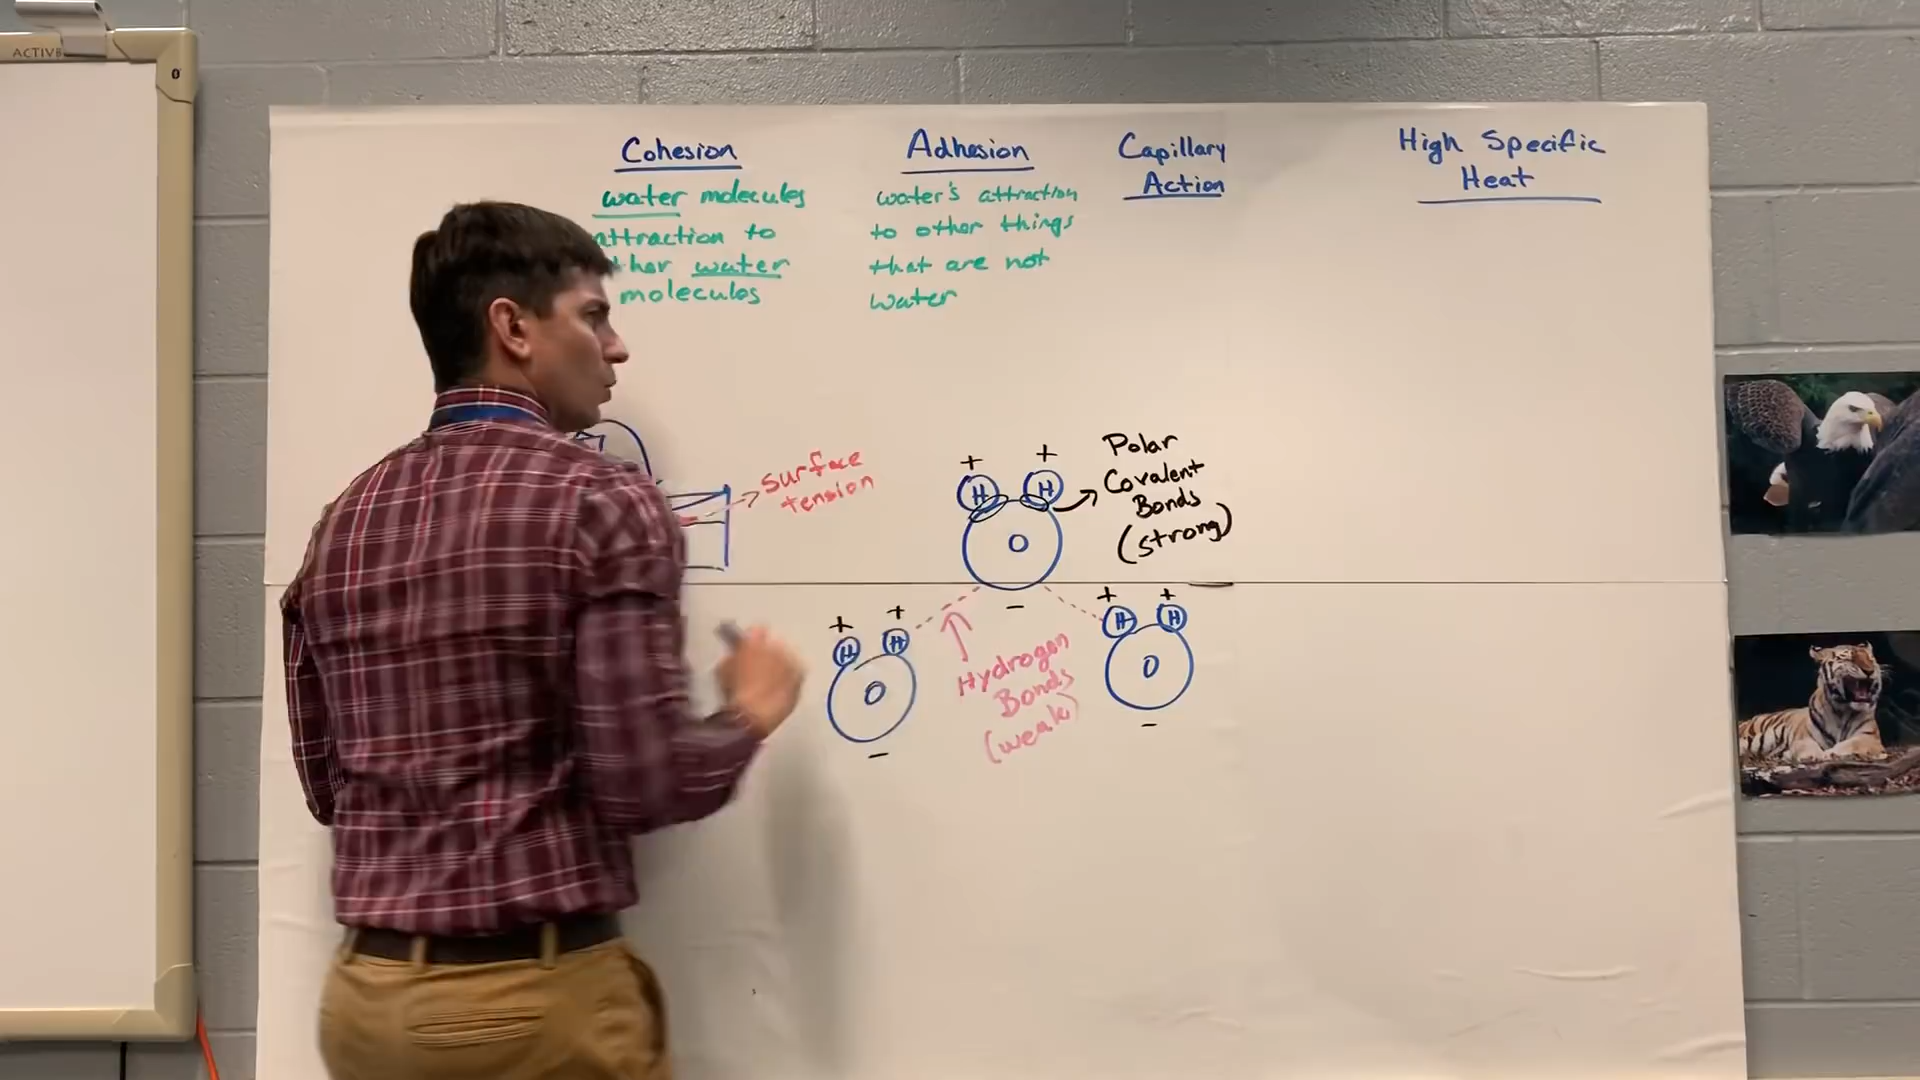 ACTIVB
Cohesion
water molecules
attraction to
ther water
molecules
Adhesion
water's attraction
to other things
that are not
water
Capillary
Action
High Specific
Heat
surface
tension
+ +
H H
O
-
Polar
Covalent
Bonds
(strong)
+ +
H H
O
-
Hydrogen
Bonds
(weak)
+ +
H H
O
-